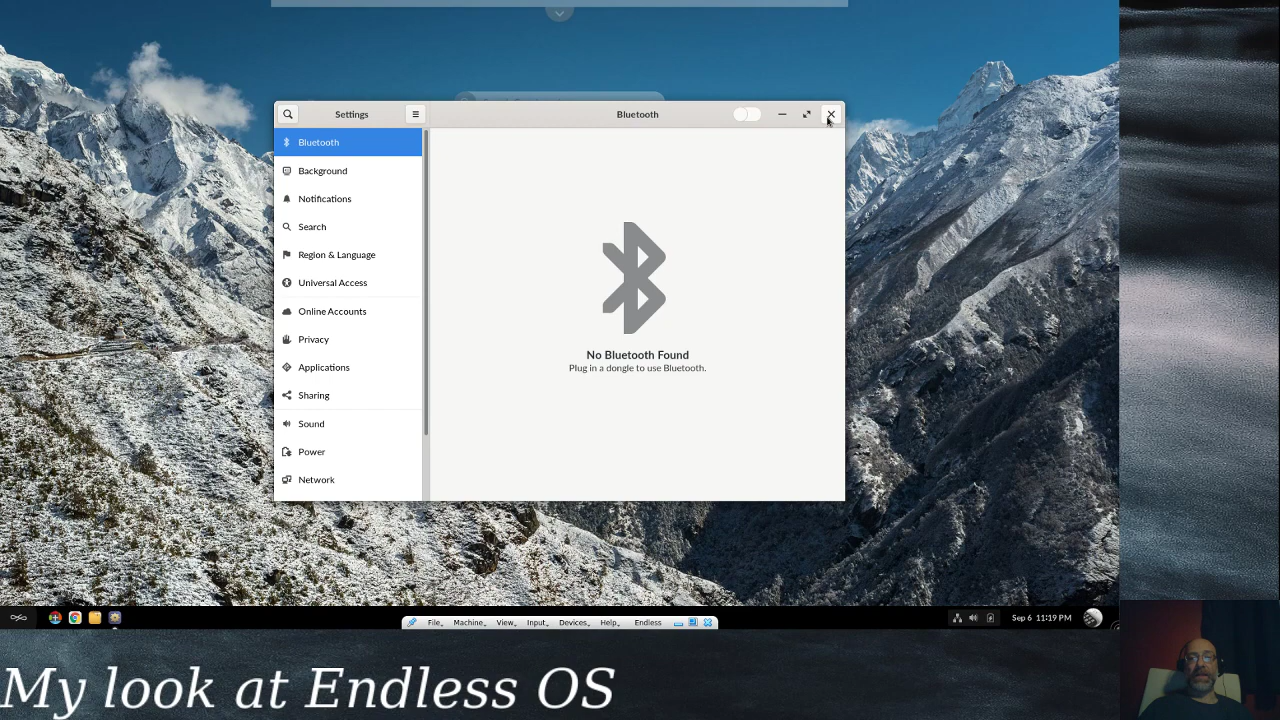 Settings
Bluetooth
Bluetooth
Background
Notifications
Search
Region & Language
Universal Access
Online Accounts
Privacy
Applications
Sharing
Sound
Power
Network
No Bluetooth Found
Plug in a dongle to use Bluetooth.
File
Machine
View
Input
Devices
Help
Endless
Sep 6 11:19 PM
My look at Endless OS